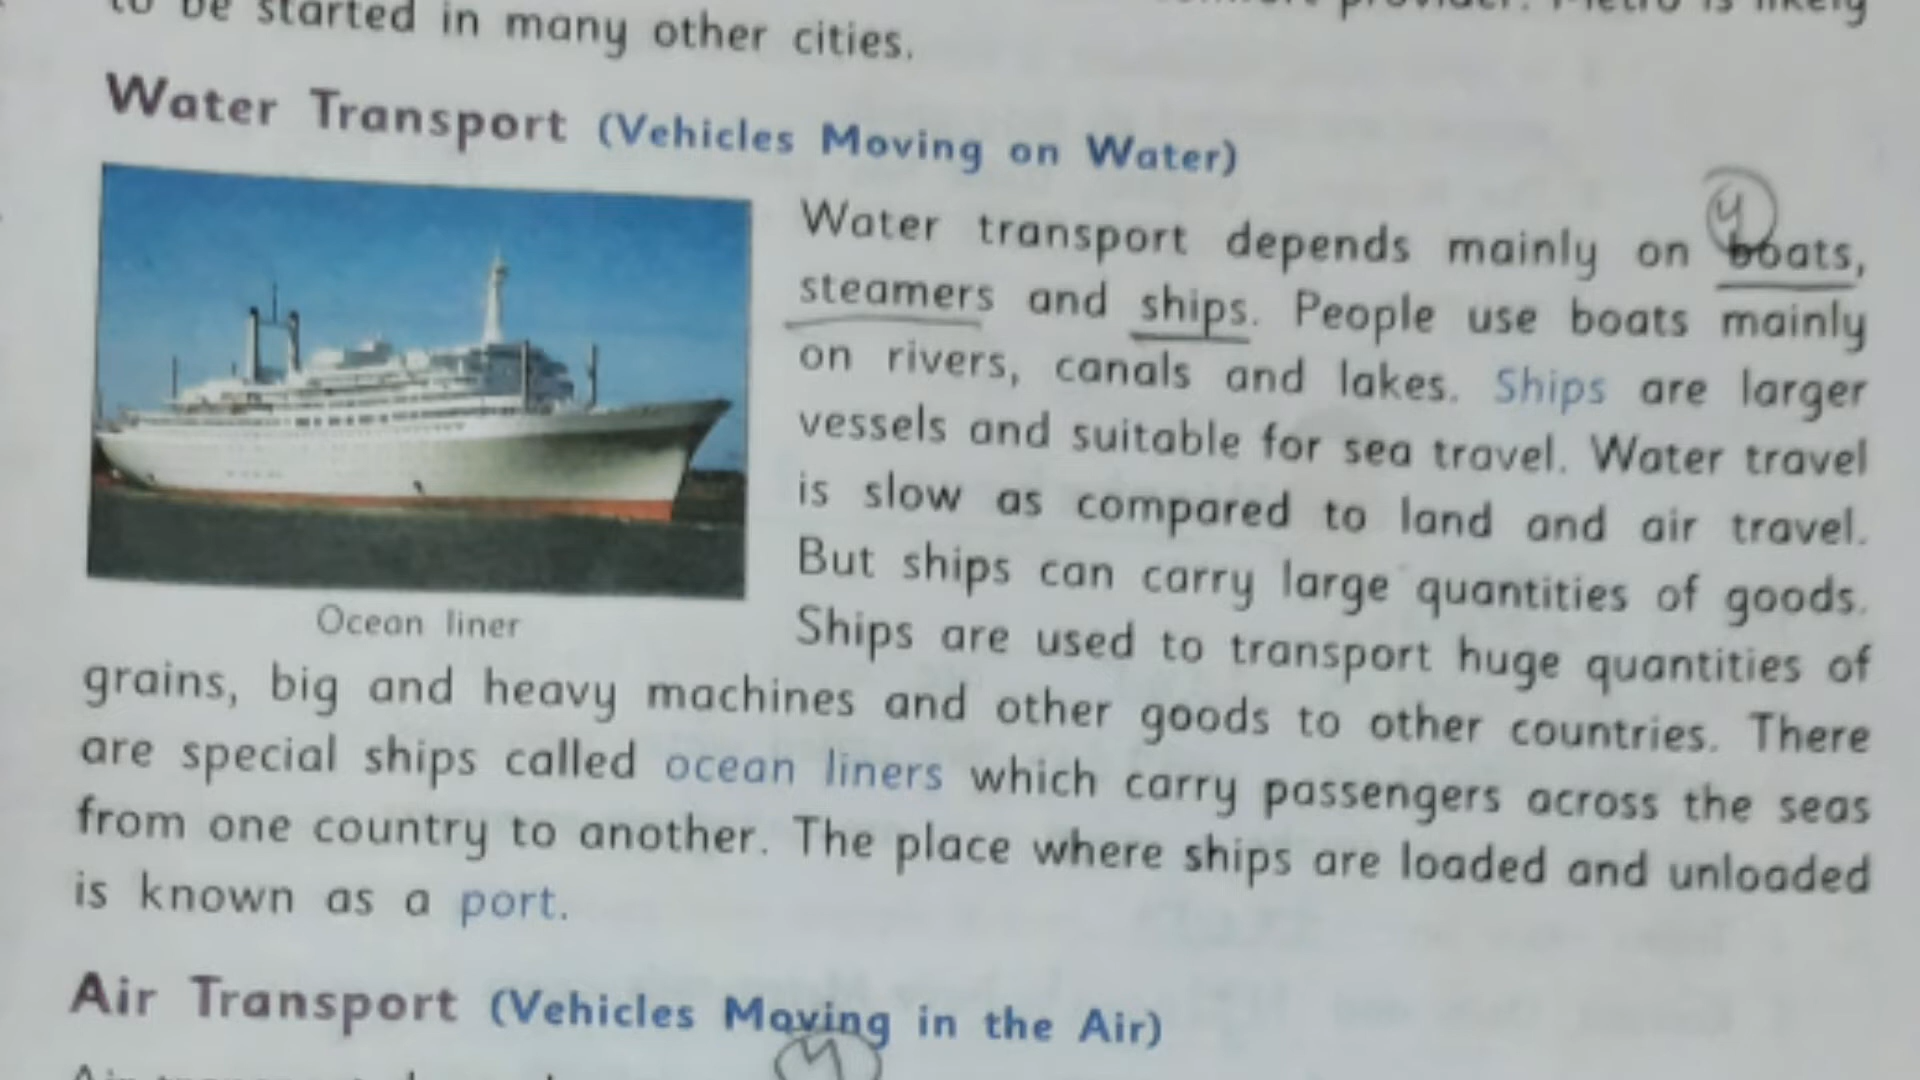 to be started in many other cities.
provider. Metro is likely
Water Transport (Vehicles Moving on Water)
Water transport depends mainly on boats,
steamers and ships. People use boats mainly
on rivers, canals and lakes. Ships are larger
vessels and suitable for sea travel. Water travel
is slow as compared to land and air travel.
But ships can carry large quantities of goods.
Ships are used to transport huge quantities of
Ocean liner
grains, big and heavy machines and other goods to other countries. There
are special ships called ocean liners which carry passengers across the seas
from one country to another. The place where ships are loaded and unloaded
is known as a port.
Air Transport (Vehicles Moving in the Air)